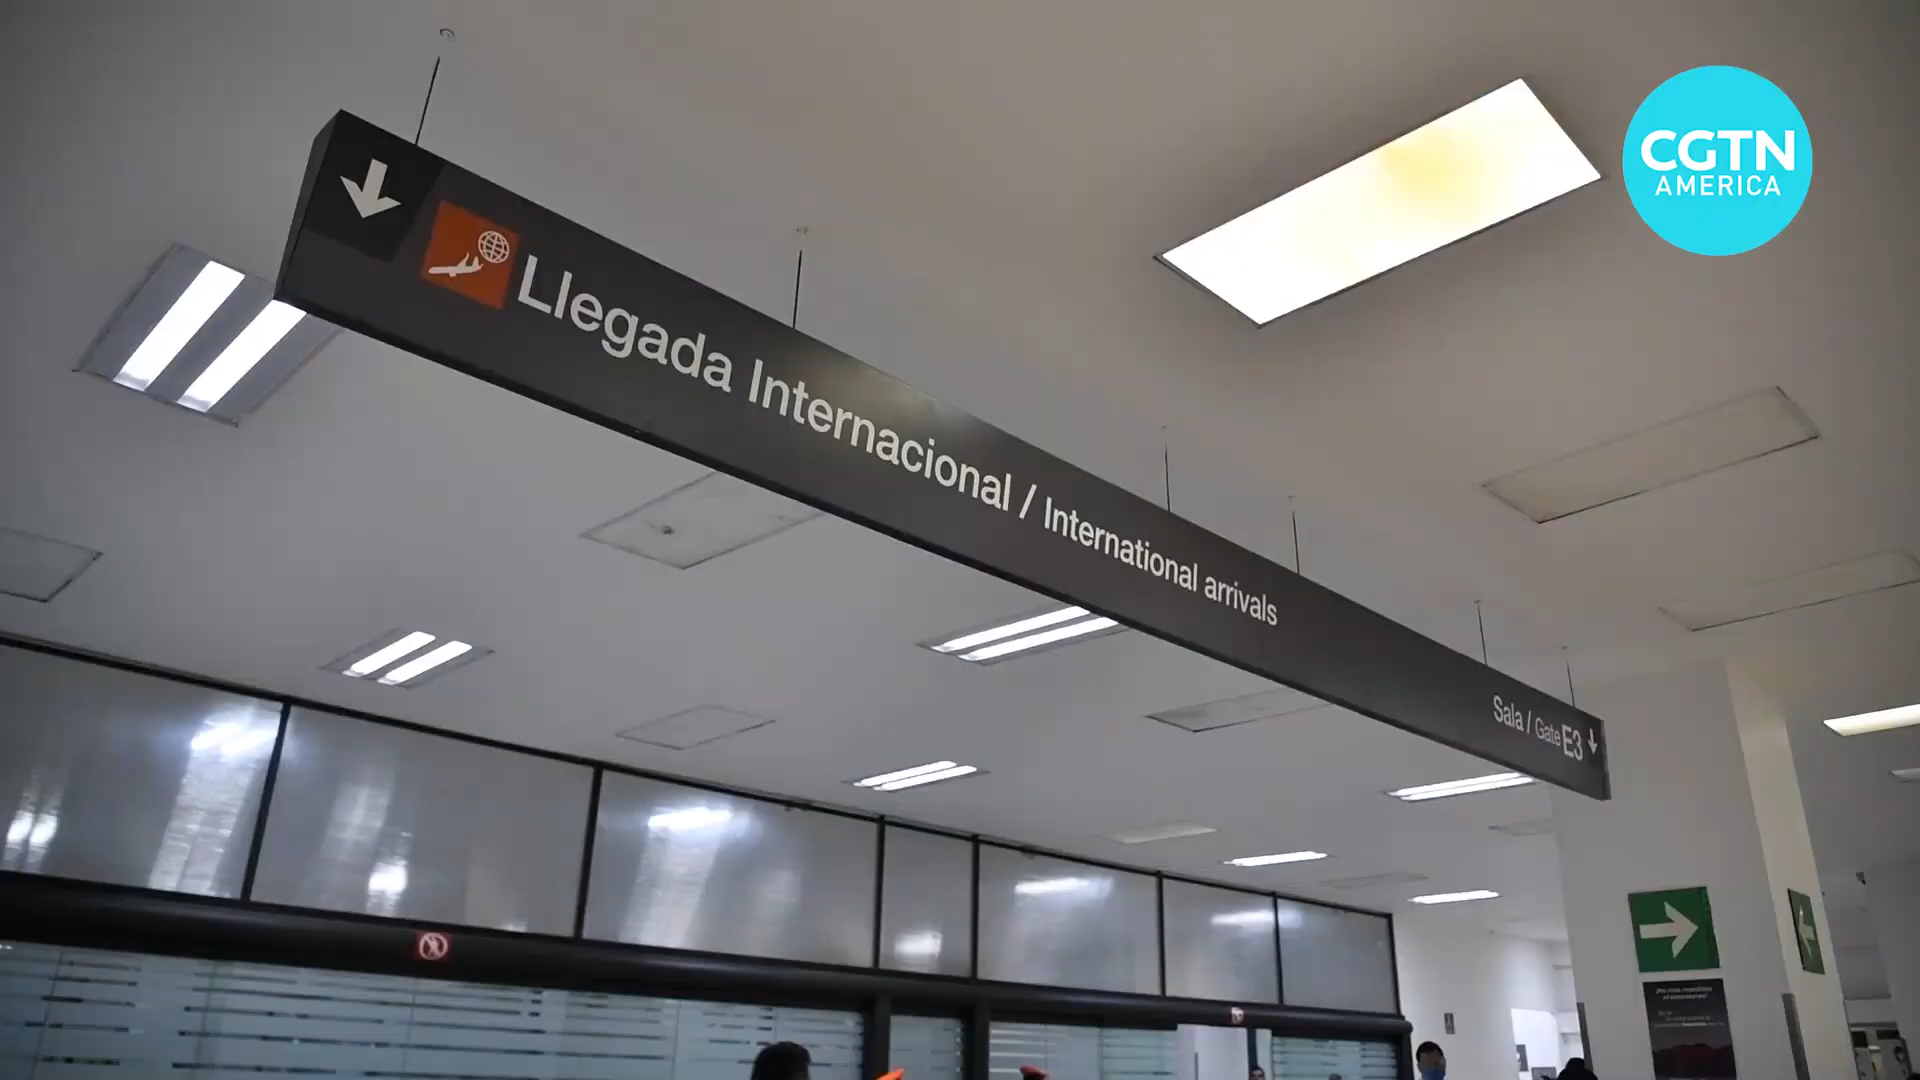 CGTN
AMERICA
Llegada Internacional / International arrivals
Sala / Gate E3